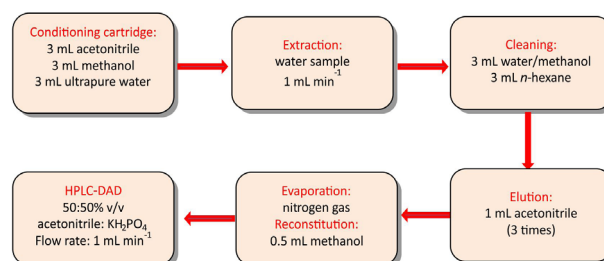 Conditioning cartridge:
3 mL acetonitrile
3 mL methanol
3 mL ultrapure water
Extraction:
water sample
1 mL min⁻¹
Cleaning:
3 mL water/methanol
3 mL n-hexane
Elution:
1 mL acetonitrile
(3 times)
Evaporation:
nitrogen gas
Reconstitution:
0.5 mL methanol
HPLC-DAD
50:50% v/v
acetonitrile: KH₂PO₄
Flow rate: 1 mL min⁻¹